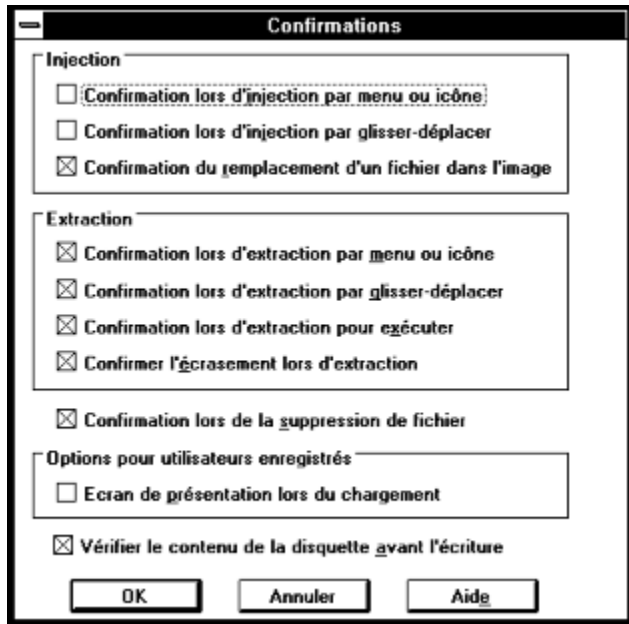 Confirmations
Injection
Confirmation lors d'injection par menu ou icône
Confirmation lors d'injection par glisser-déplacer
Confirmation du remplacement d'un fichier dans l'image
Extraction
Confirmation lors d'extraction par menu ou icône
Confirmation lors d'extraction par glisser-déplacer
Confirmation lors d'extraction pour exécuter
Confirmer l'écrasement lors d'extraction
Confirmation lors de la suppression de fichier
Options pour utilisateurs enregistrés
Ecran de présentation lors du chargement
Vérifier le contenu de la disquette avant l'écriture
OK Annuler Aide